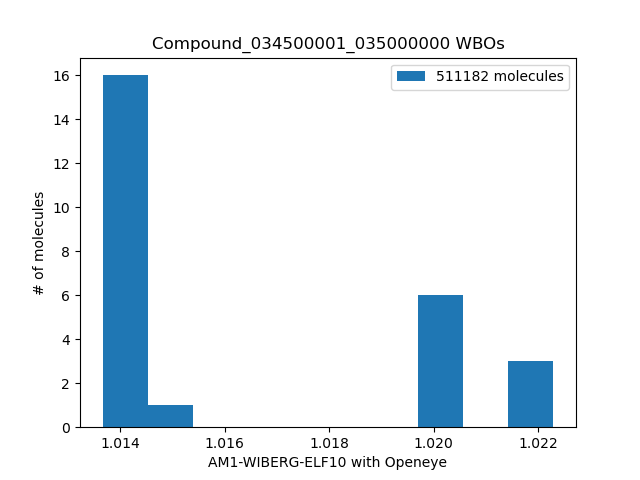 Compound_034500001_035000000 WBOs
511182 molecules
16
14
12
10
8
6
4
2
0
# of molecules
1.014 1.016 1.018 1.020 1.022
AM1-WIBERG-ELF10 with Openeye